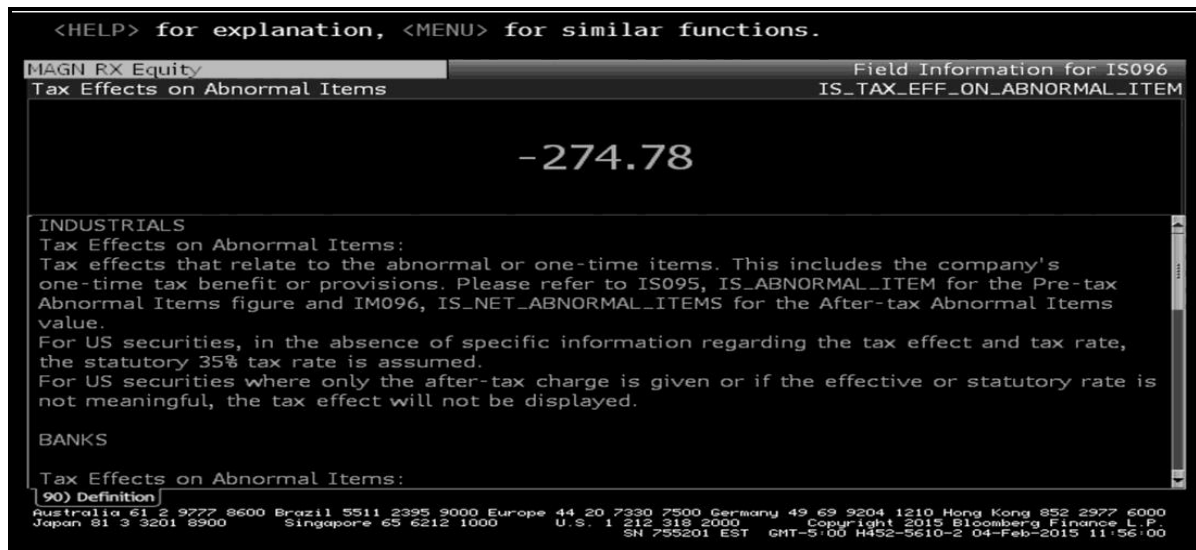 <HELP> for explanation, <MENU> for similar functions.
MAGN RX Equity Field Information for IS096
Tax Effects on Abnormal Items IS_TAX_EFF_ON_ABNORMAL_ITEM
-274.78
INDUSTRIALS
Tax Effects on Abnormal Items:
Tax effects that relate to the abnormal or one-time items. This includes the company's
one-time tax benefit or provisions. Please refer to IS095, IS_ABNORMAL_ITEM for the Pre-tax
Abnormal Items figure and IM096, IS_NET_ABNORMAL_ITEMS for the After-tax Abnormal Items
value.
For US securities, in the absence of specific information regarding the tax effect and tax rate,
the statutory 35% tax rate is assumed.
For US securities where only the after-tax charge is given or if the effective or statutory rate is
not meaningful, the tax effect will not be displayed.
BANKS
Tax Effects on Abnormal Items:
90) Definition
Australia 61 2 9777 8600 Brazil 5511 2395 9000 Europe 44 20 7330 7500 Germany 49 69 9204 1210 Hong Kong 852 2977 6000
Japan 81 3 3201 8900 Singapore 65 6212 1000 U.S. 1 212 318 2000 Copyright 2015 Bloomberg Finance L.P.
SN 755201 EST GMT-5:00 H452-5610-2 04-Feb-2015 11:56:00